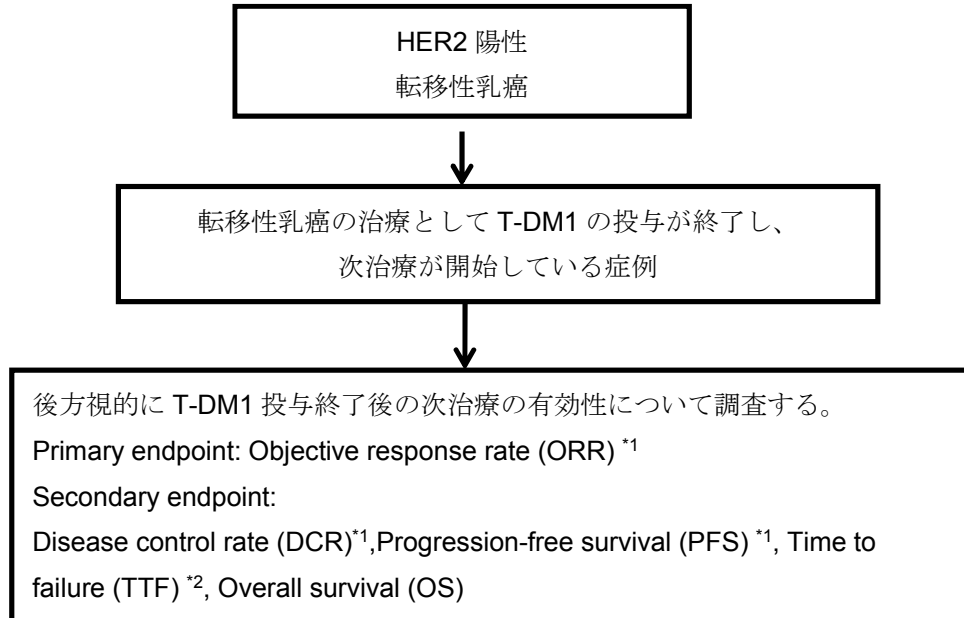 HER2 陽性
転移性乳癌
転移性乳癌の治療として T-DM1 の投与が終了し、
次治療が開始している症例
後方視的に T-DM1 投与終了後の次治療の有効性について調査する。
Primary endpoint: Objective response rate (ORR) *1
Secondary endpoint:
Disease control rate (DCR)*1,Progression-free survival (PFS) *1, Time to
failure (TTF) *2, Overall survival (OS)